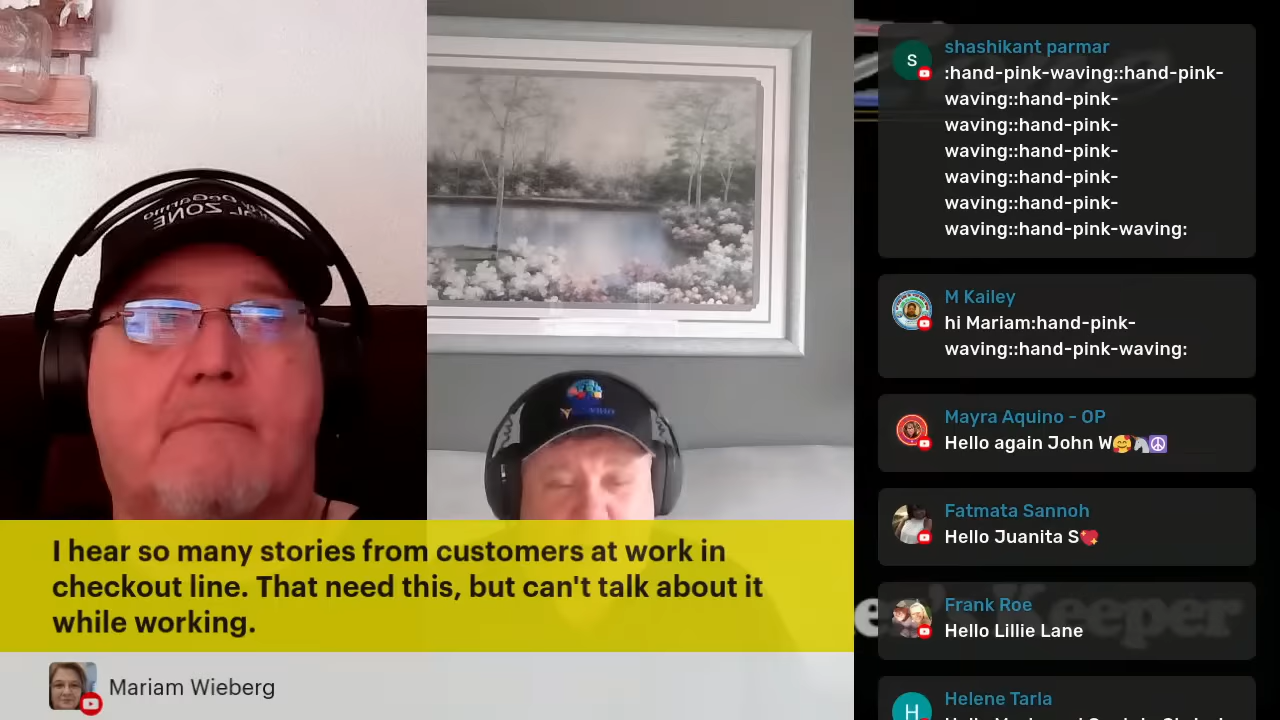 I hear so many stories from customers at work in
checkout line. That need this, but can't talk about it
while working.
Mariam Wieberg
S
shashikant parmar
:hand-pink-waving::hand-pink-
waving::hand-pink-
waving::hand-pink-
waving::hand-pink-
waving::hand-pink-
waving::hand-pink-waving:
M Kailey
hi Mariam:hand-pink-
waving::hand-pink-waving:
Mayra Aquino - OP
Hello again John W🥰🦄☮️
Fatmata Sannoh
Hello Juanita S💖
Frank Roe
Hello Lillie Lane
Keeper
H
Helene Tarla